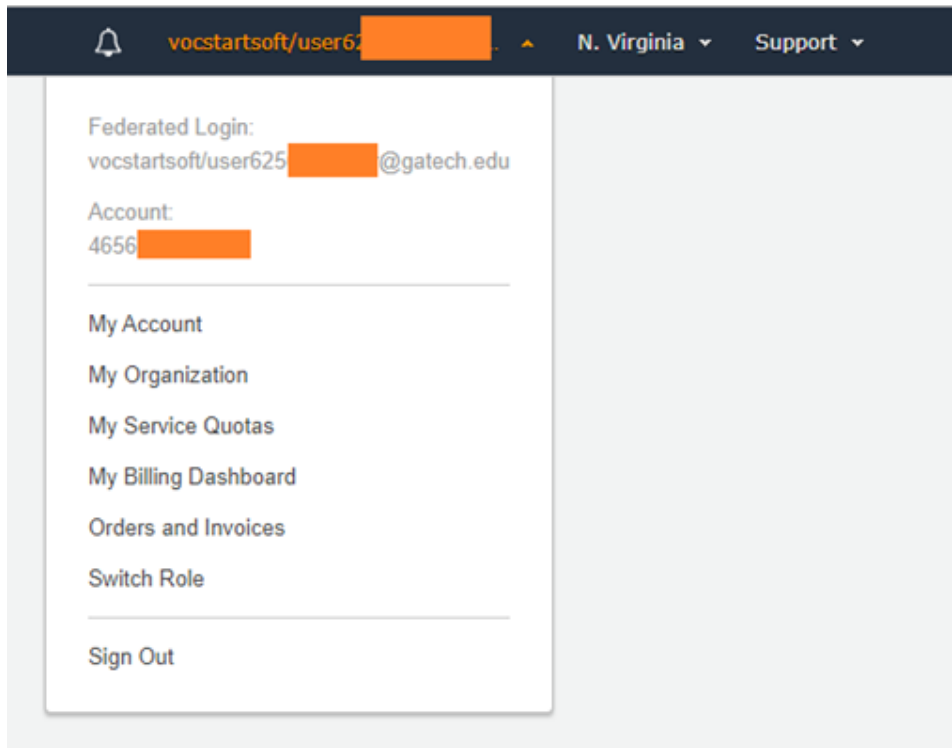 vocstartsoft/user62 .. N. Virginia Support
Federated Login:
vocstartsoft/user625 @gatech.edu
Account:
4656
My Account
My Organization
My Service Quotas
My Billing Dashboard
Orders and Invoices
Switch Role
Sign Out